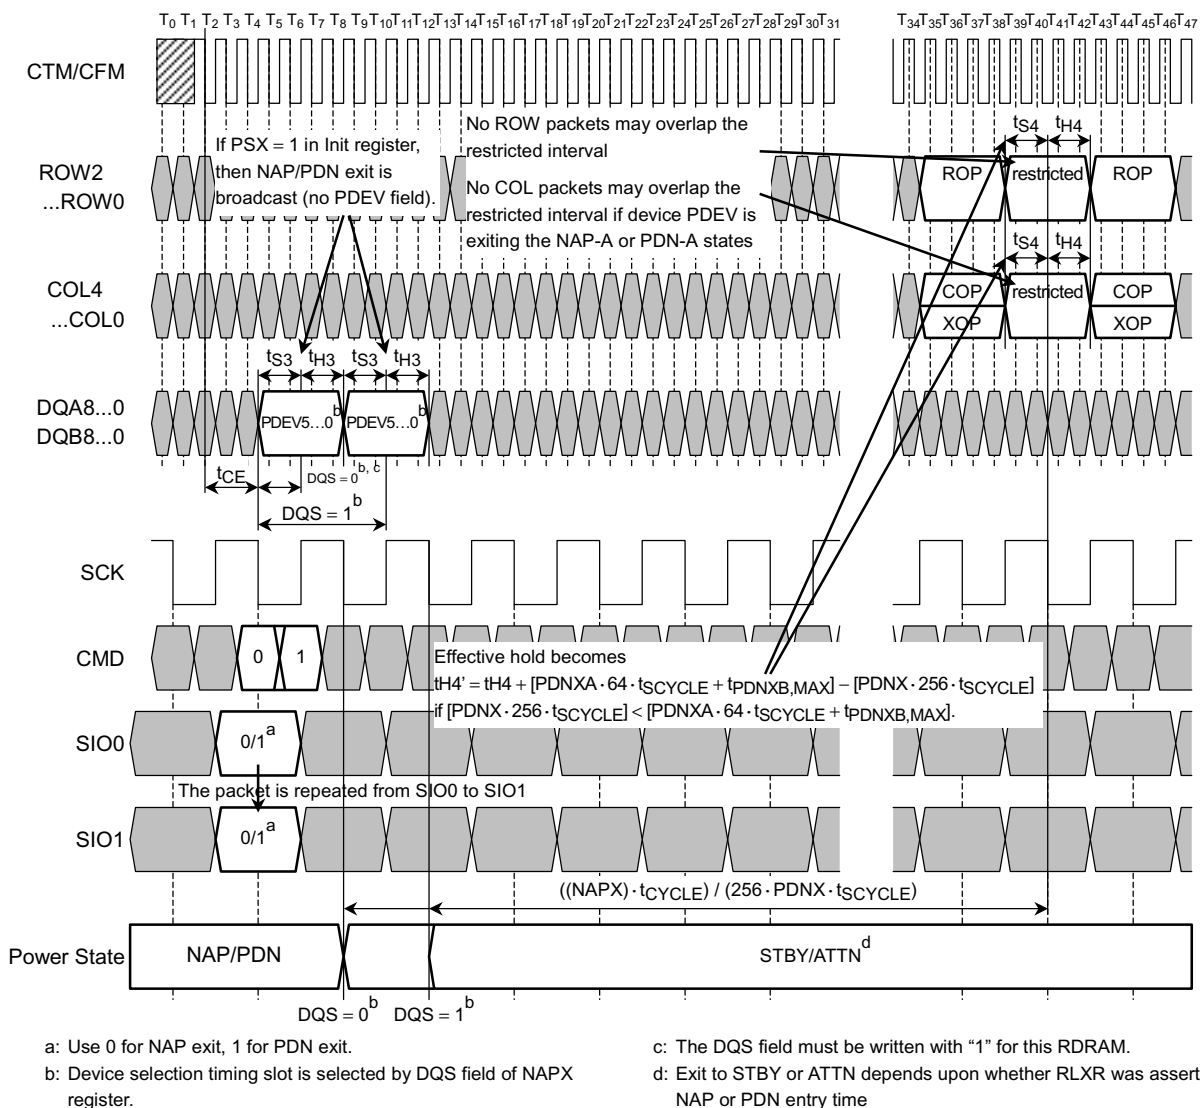 T0 T1 T2 T3 T4 T5 T6 T7 T8 T9 T10 T11 T12 T13 T14 T15 T16 T17 T18 T19 T20 T21 T22 T23 T24 T25 T26 T27 T28 T29 T30 T31 T34 T35 T36 T37 T38 T39 T40 T41 T42 T43 T44 T45 T46 T47
CTM/CFM
If PSX = 1 in Init register,
then NAP/PDN exit is
broadcast (no PDEV field).
No ROW packets may overlap the
restricted interval
No COL packets may overlap the
restricted interval if device PDEV is
exiting the NAP-A or PDN-A states
tS4 tH4
ROW2
...ROW0
ROP restricted ROP
tS4 tH4
COL4
...COL0
COP restricted COP
XOP XOP
tS3 tH3 tS3 tH3
DQA8...0
DQB8...0
PDEV5...0b PDEV5...0b
tCE DQS = 0b, c
DQS = 1b
SCK
CMD
0 1
Effective hold becomes
tH4’ = tH4 + [PDNXA · 64 · tSCYCLE + tPDNXB,MAX] – [PDNX · 256 · tSCYCLE]
if [PDNX · 256 · tSCYCLE] < [PDNXA · 64 · tSCYCLE + tPDNXB,MAX].
SIO0
0/1a
The packet is repeated from SIO0 to SIO1
SIO1
0/1a
((NAPX) · tCYCLE) / (256 · PDNX · tSCYCLE)
Power State
NAP/PDN STBY/ATTNd
DQS = 0b DQS = 1b
a: Use 0 for NAP exit, 1 for PDN exit.
b: Device selection timing slot is selected by DQS field of NAPX
register.
c: The DQS field must be written with “1” for this RDRAM.
d: Exit to STBY or ATTN depends upon whether RLXR was assert
NAP or PDN entry time